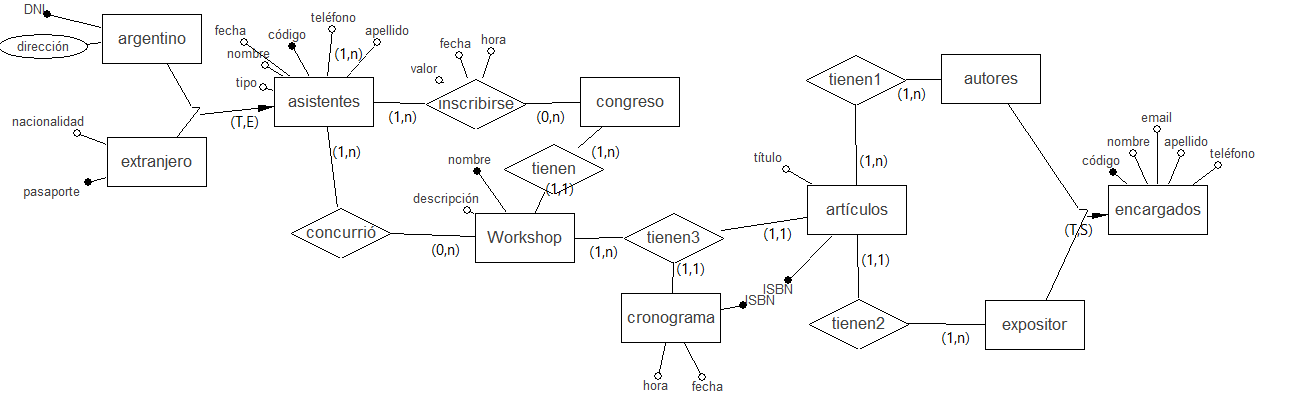 DNI
dirección
argentino
nacionalidad
pasaporte
extranjero
(T,E)
fecha
nombre
tipo
código
teléfono
(1,n)
apellido
asistentes
(1,n)
(1,n)
valor
fecha
hora
inscribirse
(0,n)
congreso
(1,n)
tienen
(1,1)
concurrió
(0,n)
nombre
descripción
Workshop
(1,n)
tienen3
(1,1)
(1,1)
cronograma
ISBN
hora
fecha
título
ISBN
artículos
(1,n)
tienen1
(1,n)
autores
(1,1)
tienen2
(1,n)
expositor
(T,S)
código
nombre
email
apellido
teléfono
encargados